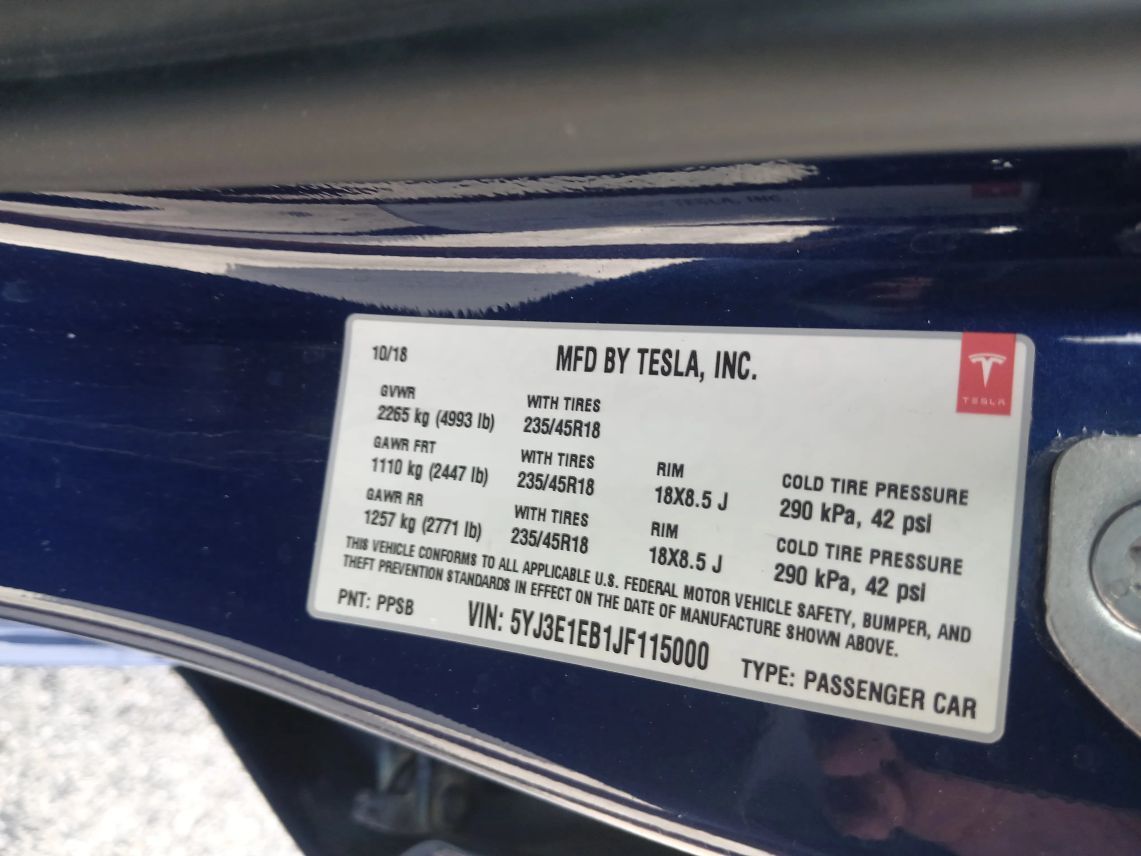 10/18 MFD BY TESLA, INC.
TESLA
GVWR WITH TIRES
2265 kg (4993 lb) 235/45R18
GAWR FRT WITH TIRES RIM COLD TIRE PRESSURE
1110 kg (2447 lb) 235/45R18 18X8.5 J 290 kPa, 42 psi
GAWR RR WITH TIRES RIM COLD TIRE PRESSURE
1257 kg (2771 lb) 235/45R18 18X8.5 J 290 kPa, 42 psi
THIS VEHICLE CONFORMS TO ALL APPLICABLE U.S. FEDERAL MOTOR VEHICLE SAFETY, BUMPER, AND
THEFT PREVENTION STANDARDS IN EFFECT ON THE DATE OF MANUFACTURE SHOWN ABOVE.
PNT: PPSB VIN: 5YJ3E1EB1JF115000 TYPE: PASSENGER CAR